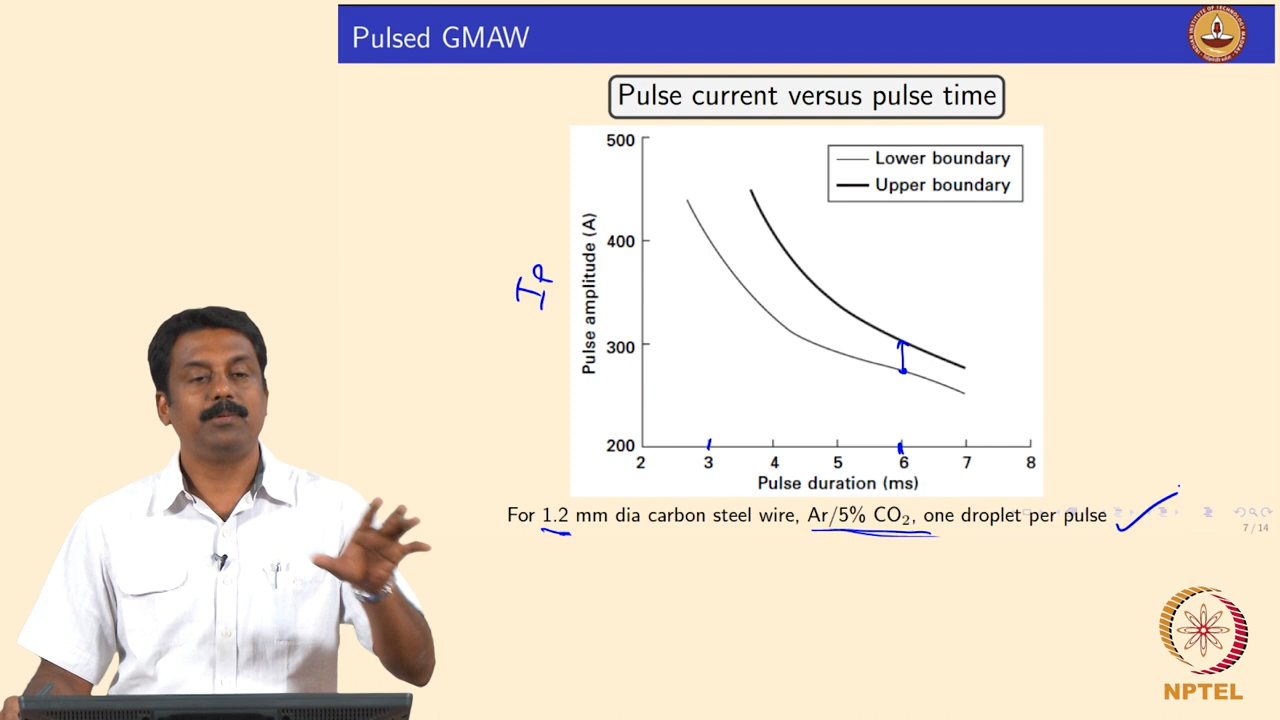 Pulsed GMAW
Pulse current versus pulse time
500
400
300
200
Pulse amplitude (A)
IP
Lower boundary
Upper boundary
2 3 4 5 6 7 8
Pulse duration (ms)
For 1.2 mm dia carbon steel wire, Ar/5% CO₂, one droplet per pulse
7 / 14
NPTEL